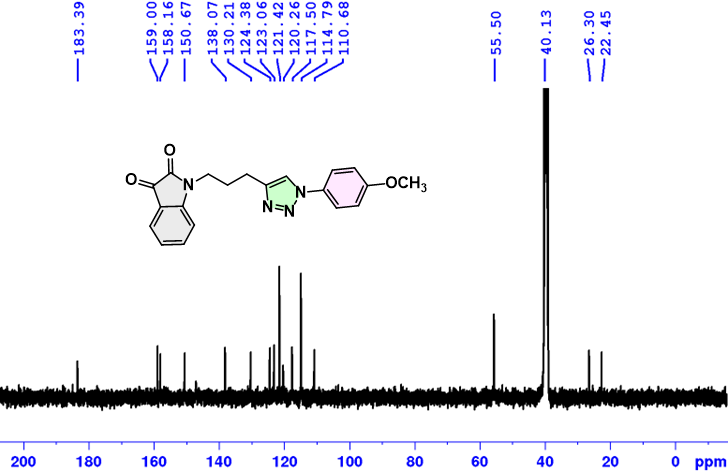 183.39
159.00
158.16
150.67
138.07
130.21
124.38
123.06
121.42
120.26
117.50
114.79
110.68
55.50
40.13
26.30
22.45
O
O
N
N
N
N
OCH3
200 180 160 140 120 100 80 60 40 20 0 ppm